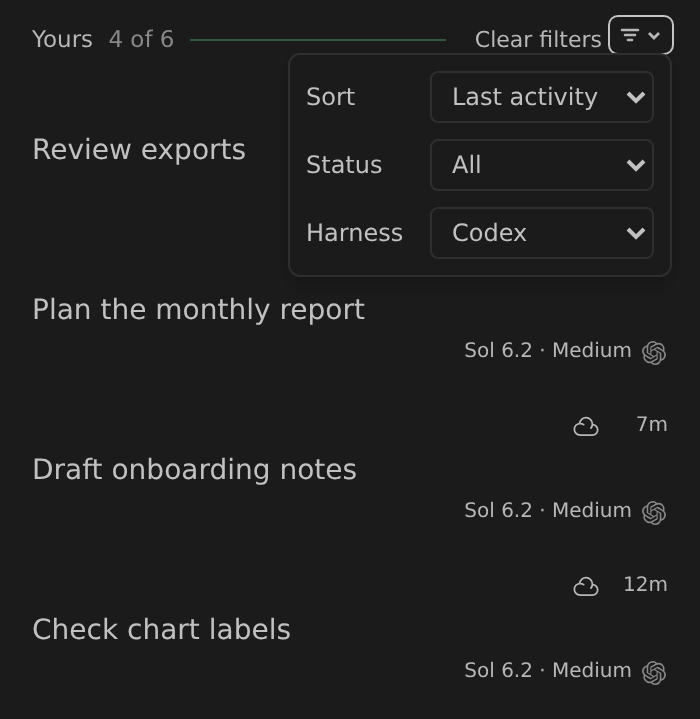 Yours 4 of 6 Clear filters
Sort Last activity
Review exports
Status All
Harness Codex
Plan the monthly report
Sol 6.2 · Medium
7m
Draft onboarding notes
Sol 6.2 · Medium
12m
Check chart labels
Sol 6.2 · Medium